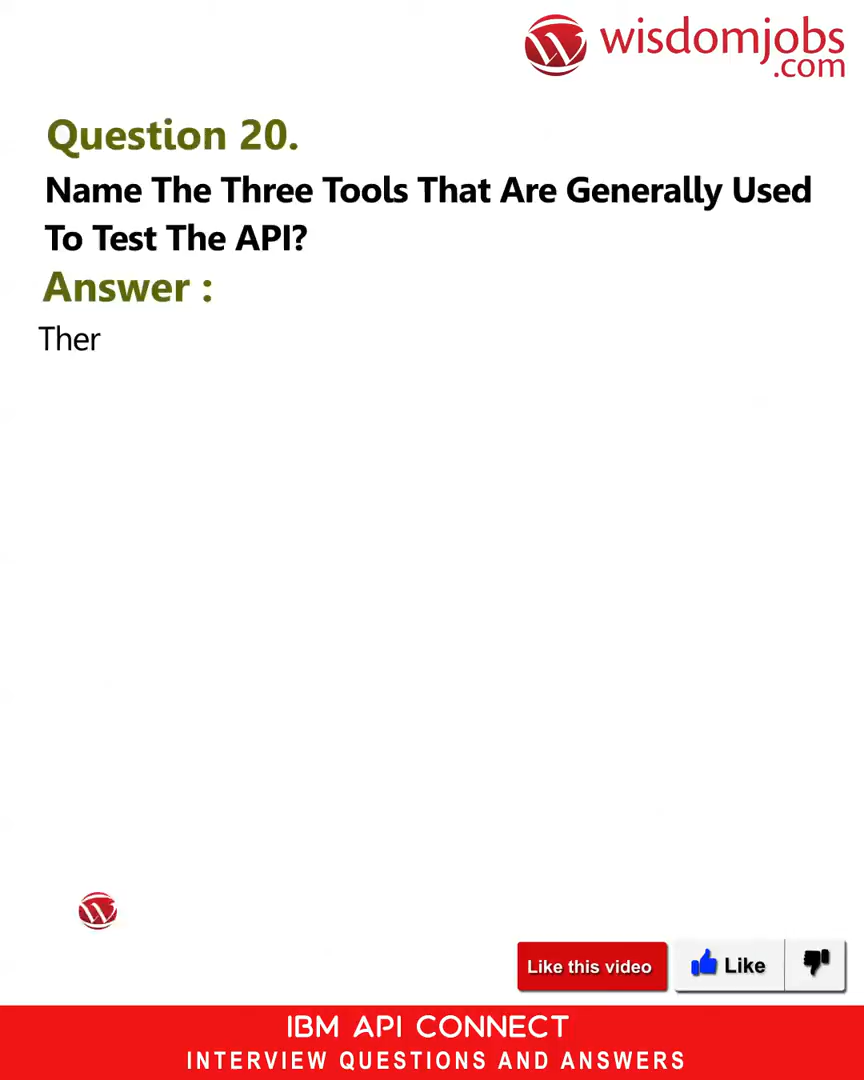 wisdomjobs
.com
Question 20.
Name The Three Tools That Are Generally Used
To Test The API?
Answer :
Ther
Like this video
Like
IBM API CONNECT
INTERVIEW QUESTIONS AND ANSWERS